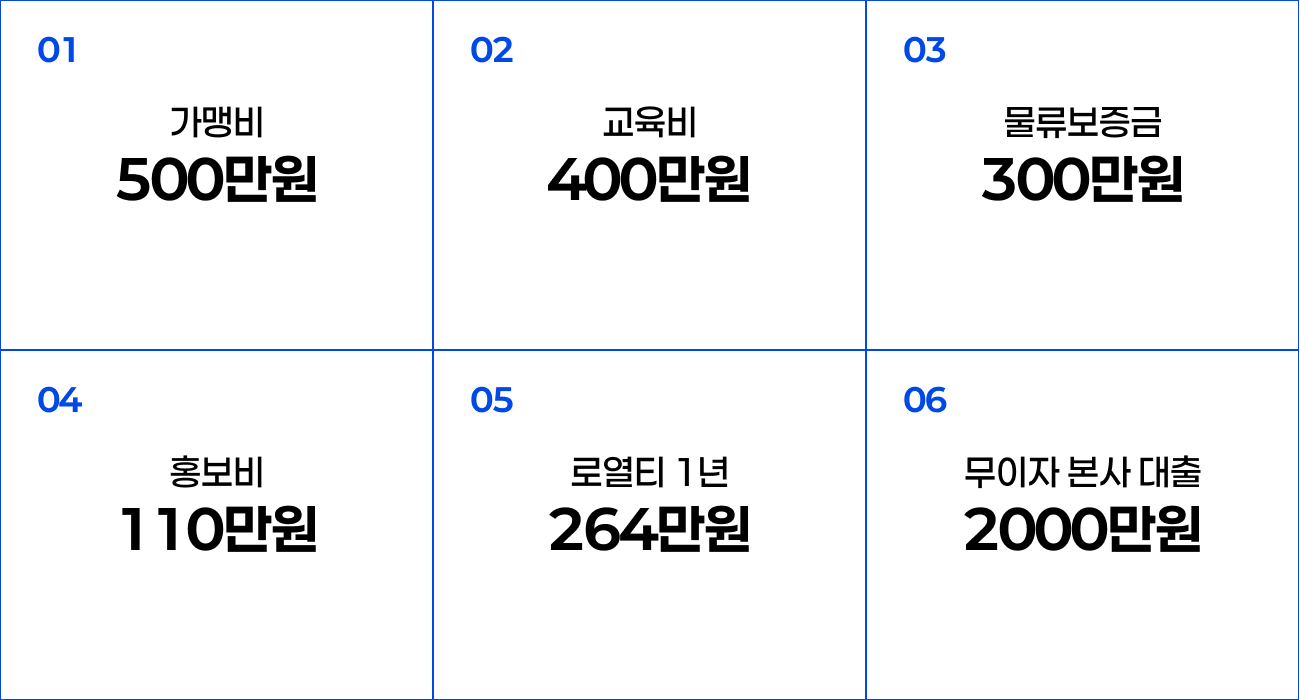 01
가맹비
500만원
02
교육비
400만원
03
물류보증금
300만원
04
홍보비
110만원
05
로열티 1년
264만원
06
무이자 본사 대출
2000만원